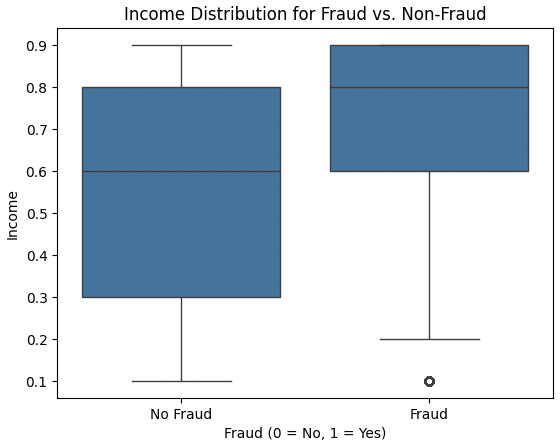 Income Distribution for Fraud vs. Non-Fraud
0.9
0.8
0.7
0.6
0.5
0.4
0.3
0.2
0.1
Income
No Fraud
Fraud
Fraud (0 = No, 1 = Yes)